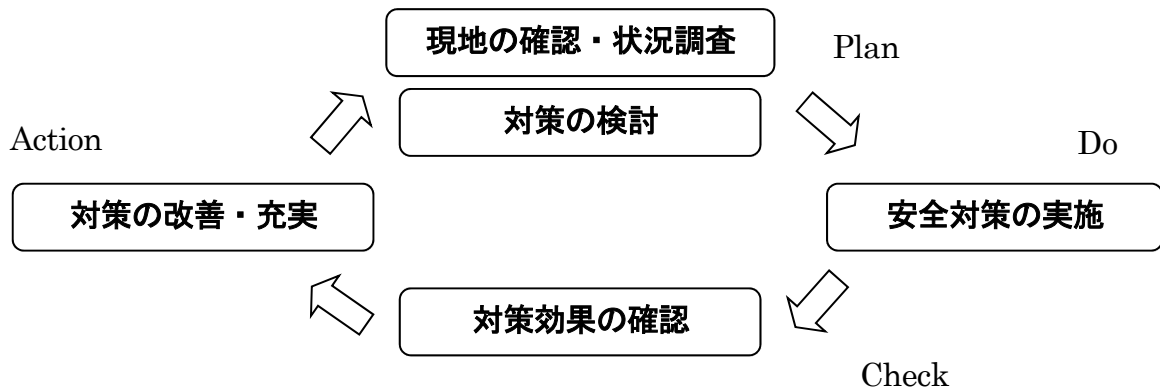 現地の確認・状況調査
Plan
対策の検討
Action
Do
対策の改善・充実
安全対策の実施
対策効果の確認
Check